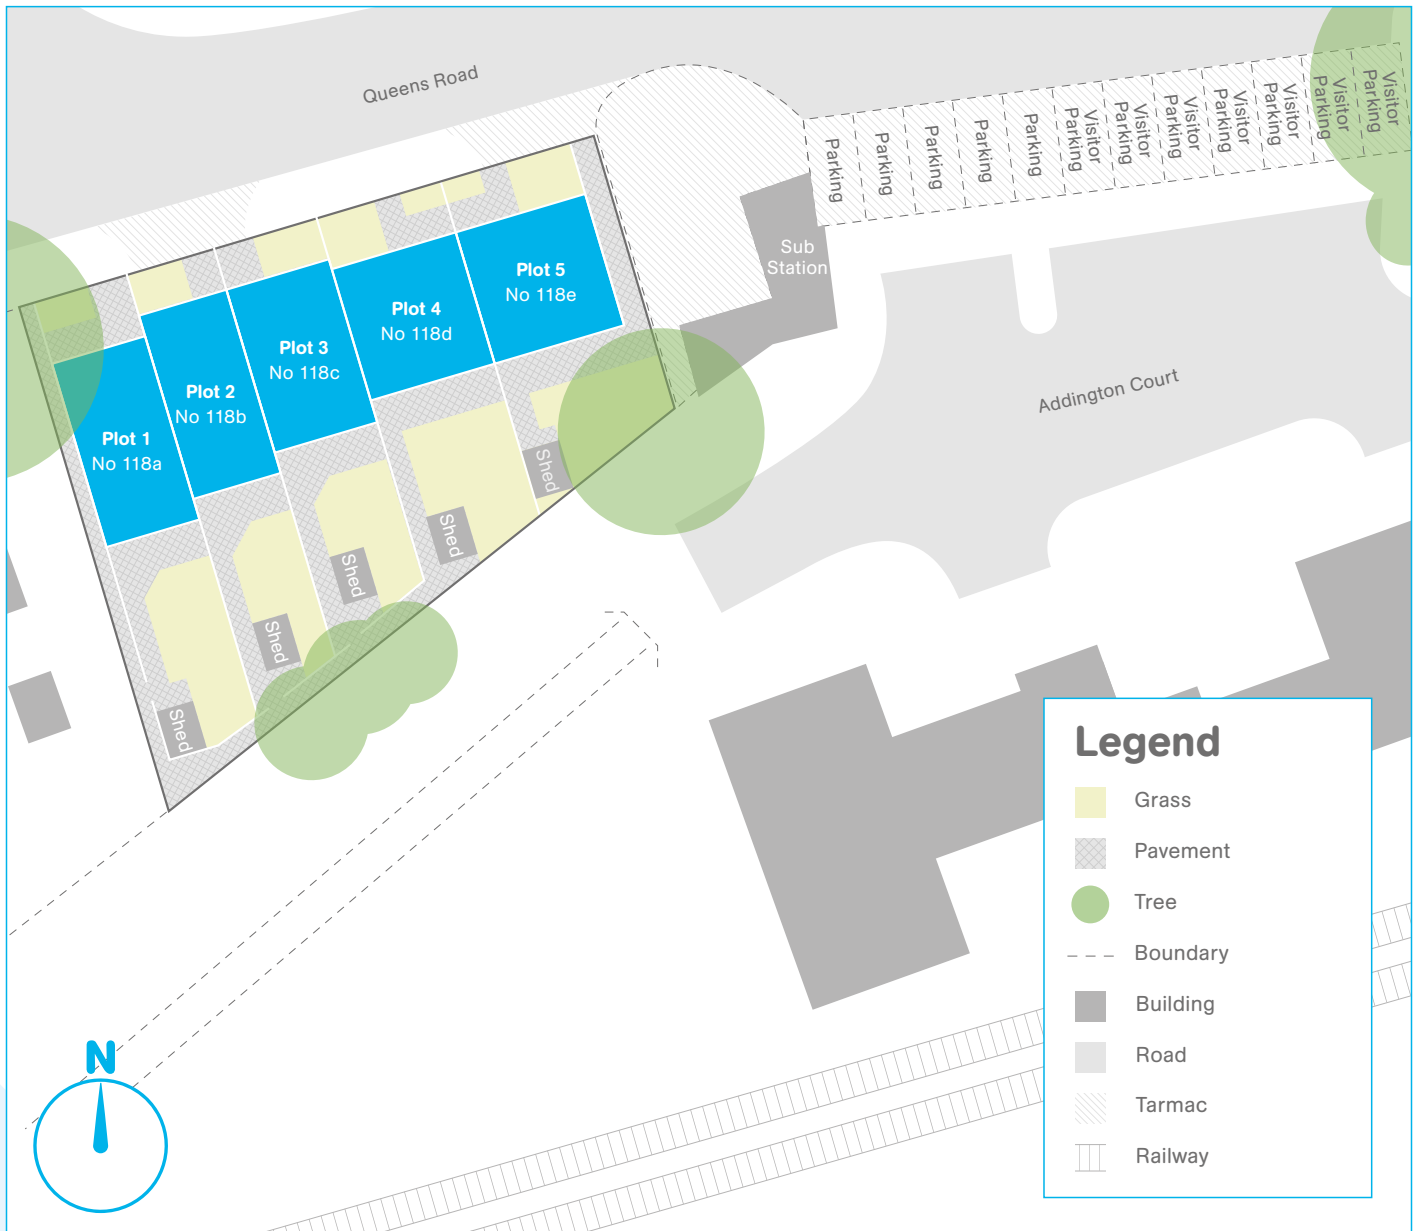 Queens Road
Parking
Parking
Parking
Parking
Parking
Visitor
Parking
Visitor
Parking
Visitor
Parking
Visitor
Parking
Visitor
Parking
Visitor
Parking
Visitor
Parking
Sub
Station
Plot 5
No 118e
Plot 4
No 118d
Plot 3
No 118c
Plot 2
No 118b
Plot 1
No 118a
Addington Court
Shed
Shed
Shed
Shed
Shed
Legend
Grass
Pavement
Tree
Boundary
Building
Road
Tarmac
Railway
N